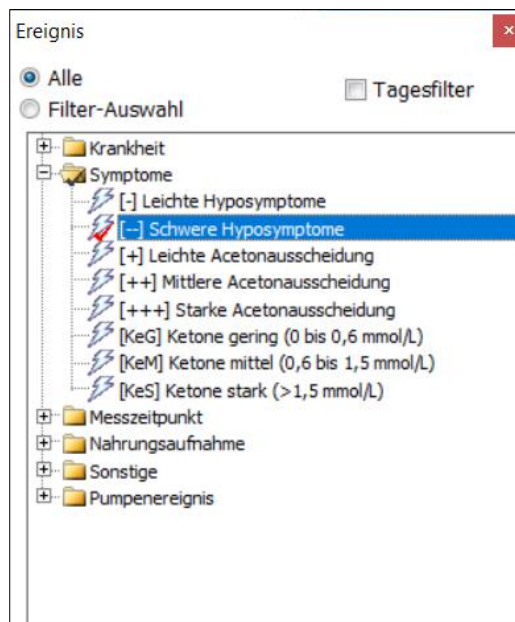 Ereignis
Alle
Tagesfilter
Filter-Auswahl
Krankheit
Symptome
[-] Leichte Hyposymptome
[--] Schwere Hyposymptome
[+] Leichte Acetonausscheidung
[++] Mittlere Acetonausscheidung
[+++] Starke Acetonausscheidung
[KeG] Ketone gering (0 bis 0,6 mmol/L)
[KeM] Ketone mittel (0,6 bis 1,5 mmol/L)
[KeS] Ketone stark (>1,5 mmol/L)
Messzeitpunkt
Nahrungsaufnahme
Sonstige
Pumpenereignis